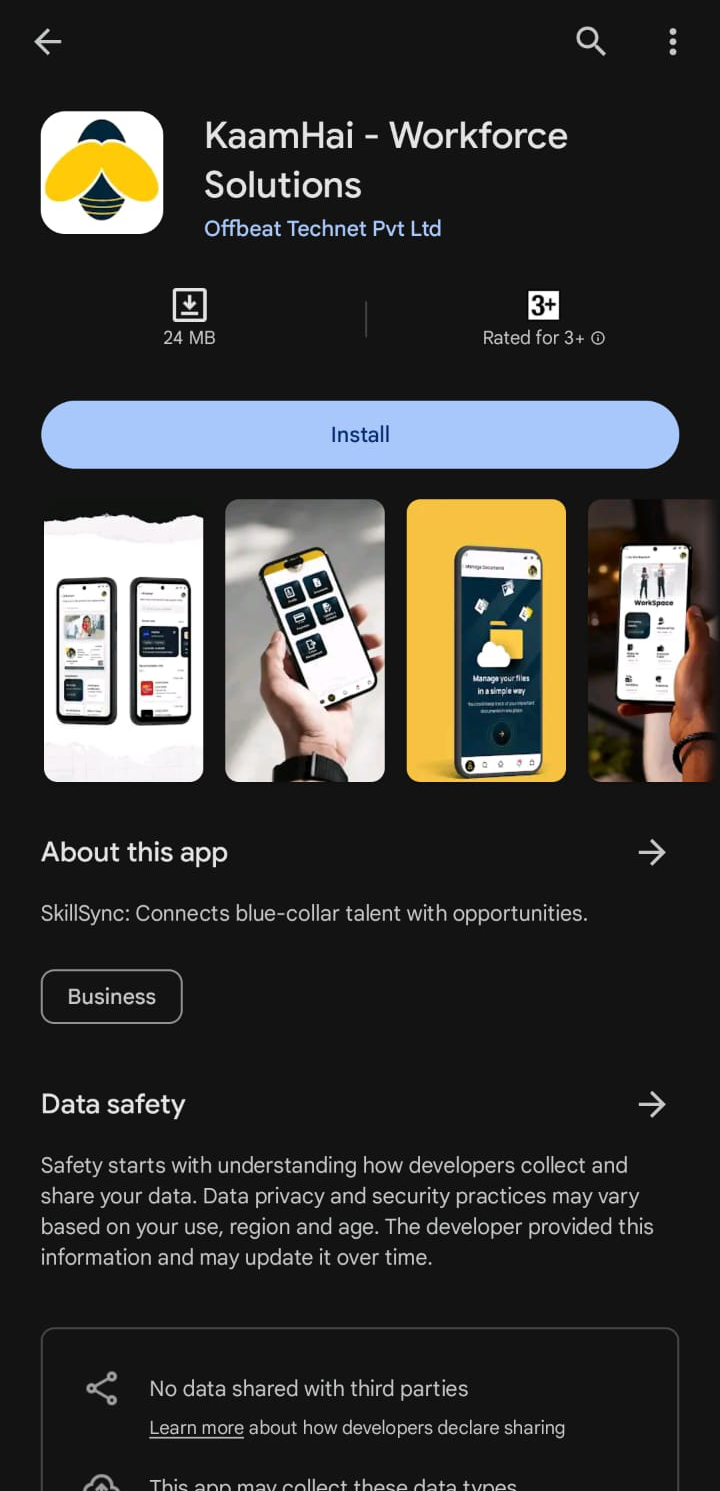 KaamHai - Workforce
Solutions
Offbeat Technet Pvt Ltd
24 MB
3+
Rated for 3+
Install
Manage Documents
Manage your files
in a simple way
WorkSpace
About this app
SkillSync: Connects blue-collar talent with opportunities.
Business
Data safety
Safety starts with understanding how developers collect and
share your data. Data privacy and security practices may vary
based on your use, region and age. The developer provided this
information and may update it over time.
No data shared with third parties
Learn more about how developers declare sharing
This app may collect these data types